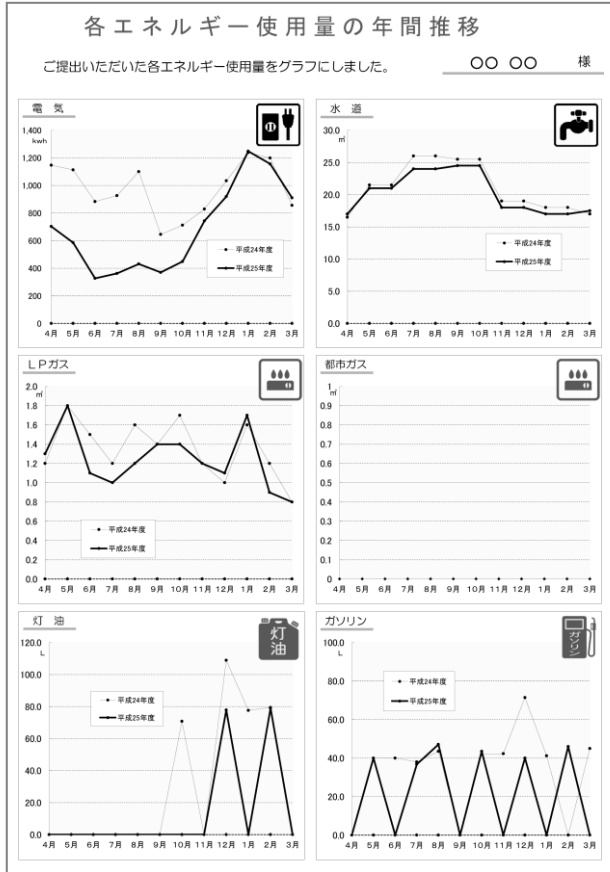 各エネルギー使用量の年間推移
ご提出いただいた各エネルギー使用量をグラフにしました。 〇〇 〇〇 様
電 気
1,400
kwh
1,200
1,000
800
600
400
200
0
4月 5月 6月 7月 8月 9月 10月 11月 12月 1月 2月 3月
平成24年度
平成25年度
水 道
30.0
㎥
25.0
20.0
15.0
10.0
5.0
0.0
4月 5月 6月 7月 8月 9月 10月 11月 12月 1月 2月 3月
平成24年度
平成25年度
LPガス
2.0
㎥
1.8
1.6
1.4
1.2
1.0
0.8
0.6
0.4
0.2
0.0
4月 5月 6月 7月 8月 9月 10月 11月 12月 1月 2月 3月
平成24年度
平成25年度
都市ガス
1
㎥
0.9
0.8
0.7
0.6
0.5
0.4
0.3
0.2
0.1
0
4月 5月 6月 7月 8月 9月 10月 11月 12月 1月 2月 3月
灯 油
灯油
120.0
L
100.0
80.0
60.0
40.0
20.0
0.0
4月 5月 6月 7月 8月 9月 10月 11月 12月 1月 2月 3月
平成24年度
平成25年度
ガソリン
ガソリン
100.0
L
80.0
60.0
40.0
20.0
0.0
4月 5月 6月 7月 8月 9月 10月 11月 12月 1月 2月 3月
平成24年度
平成25年度